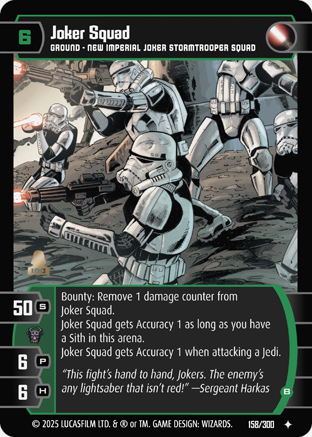 6
Joker Squad
GROUND - NEW IMPERIAL JOKER STORMTROOPER SQUAD
50 S
6 P
6 H
Bounty: Remove 1 damage counter from
Joker Squad.
Joker Squad gets Accuracy 1 as long as you have
a Sith in this arena.
Joker Squad gets Accuracy 1 when attacking a Jedi.
"This fight's hand to hand, Jokers. The enemy's
any lightsaber that isn't red!" —Sergeant Harkas
B
© 2025 LUCASFILM LTD. & ® or TM. GAME DESIGN: WIZARDS.
158/300